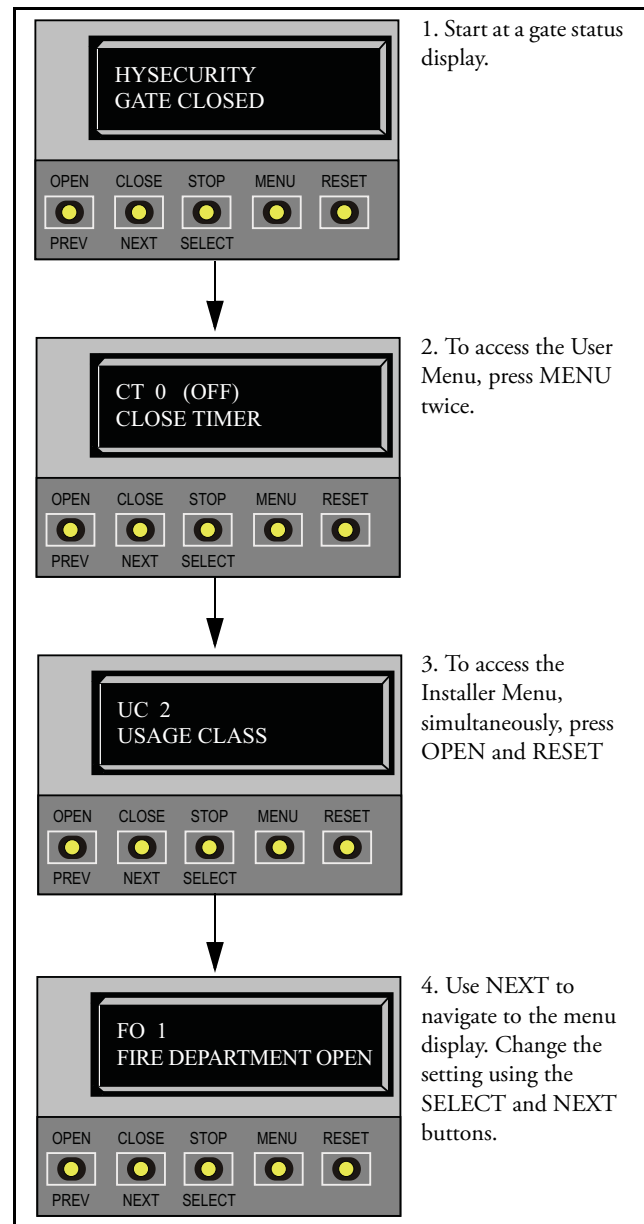 HYSECURITY
GATE CLOSED
OPEN CLOSE STOP MENU RESET
PREV NEXT SELECT
1. Start at a gate status
display.
CT 0 (OFF)
CLOSE TIMER
OPEN CLOSE STOP MENU RESET
PREV NEXT SELECT
2. To access the User
Menu, press MENU
twice.
UC 2
USAGE CLASS
OPEN CLOSE STOP MENU RESET
PREV NEXT SELECT
3. To access the
Installer Menu,
simultaneously, press
OPEN and RESET
FO 1
FIRE DEPARTMENT OPEN
OPEN CLOSE STOP MENU RESET
PREV NEXT SELECT
4. Use NEXT to
navigate to the menu
display. Change the
setting using the
SELECT and NEXT
buttons.